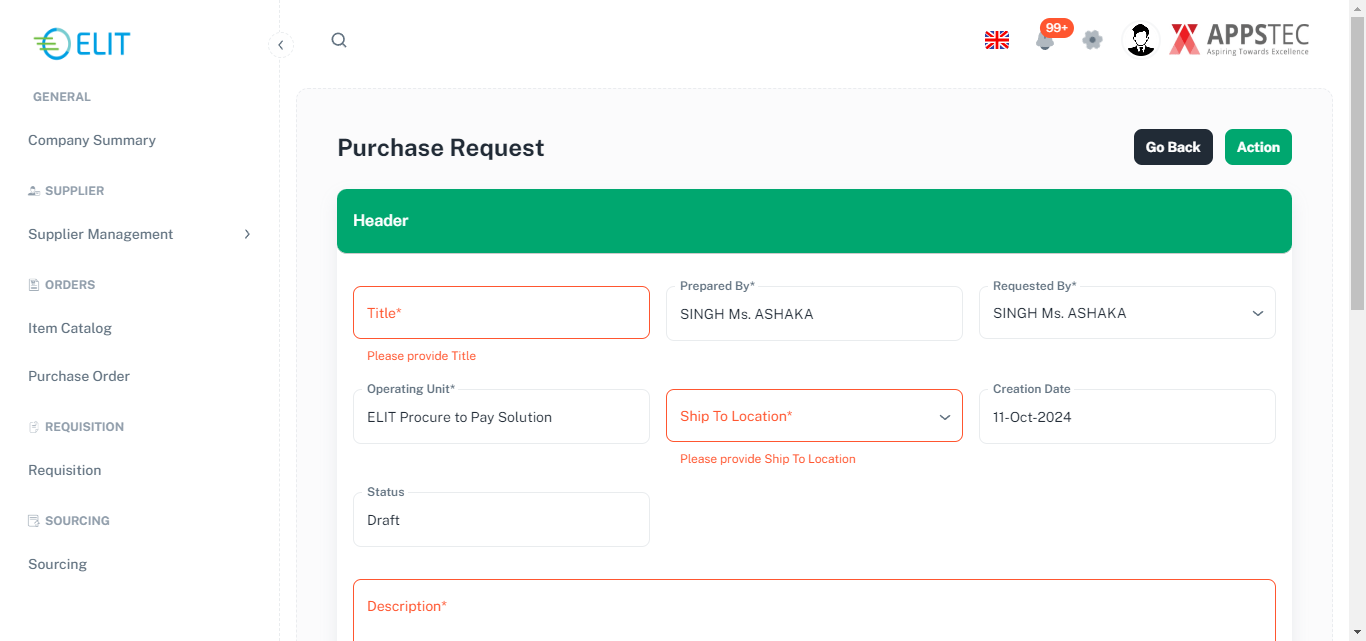 ELIT
GENERAL
Company Summary
SUPPLIER
Supplier Management
ORDERS
Item Catalog
Purchase Order
REQUISITION
Requisition
SOURCING
Sourcing
99+
APPSTEC
Aspiring Towards Excellence
Purchase Request
Go Back
Action
Header
Title*
Please provide Title
Prepared By*
SINGH Ms. ASHAKA
Requested By*
SINGH Ms. ASHAKA
Operating Unit*
ELIT Procure to Pay Solution
Ship To Location*
Please provide Ship To Location
Creation Date
11-Oct-2024
Status
Draft
Description*